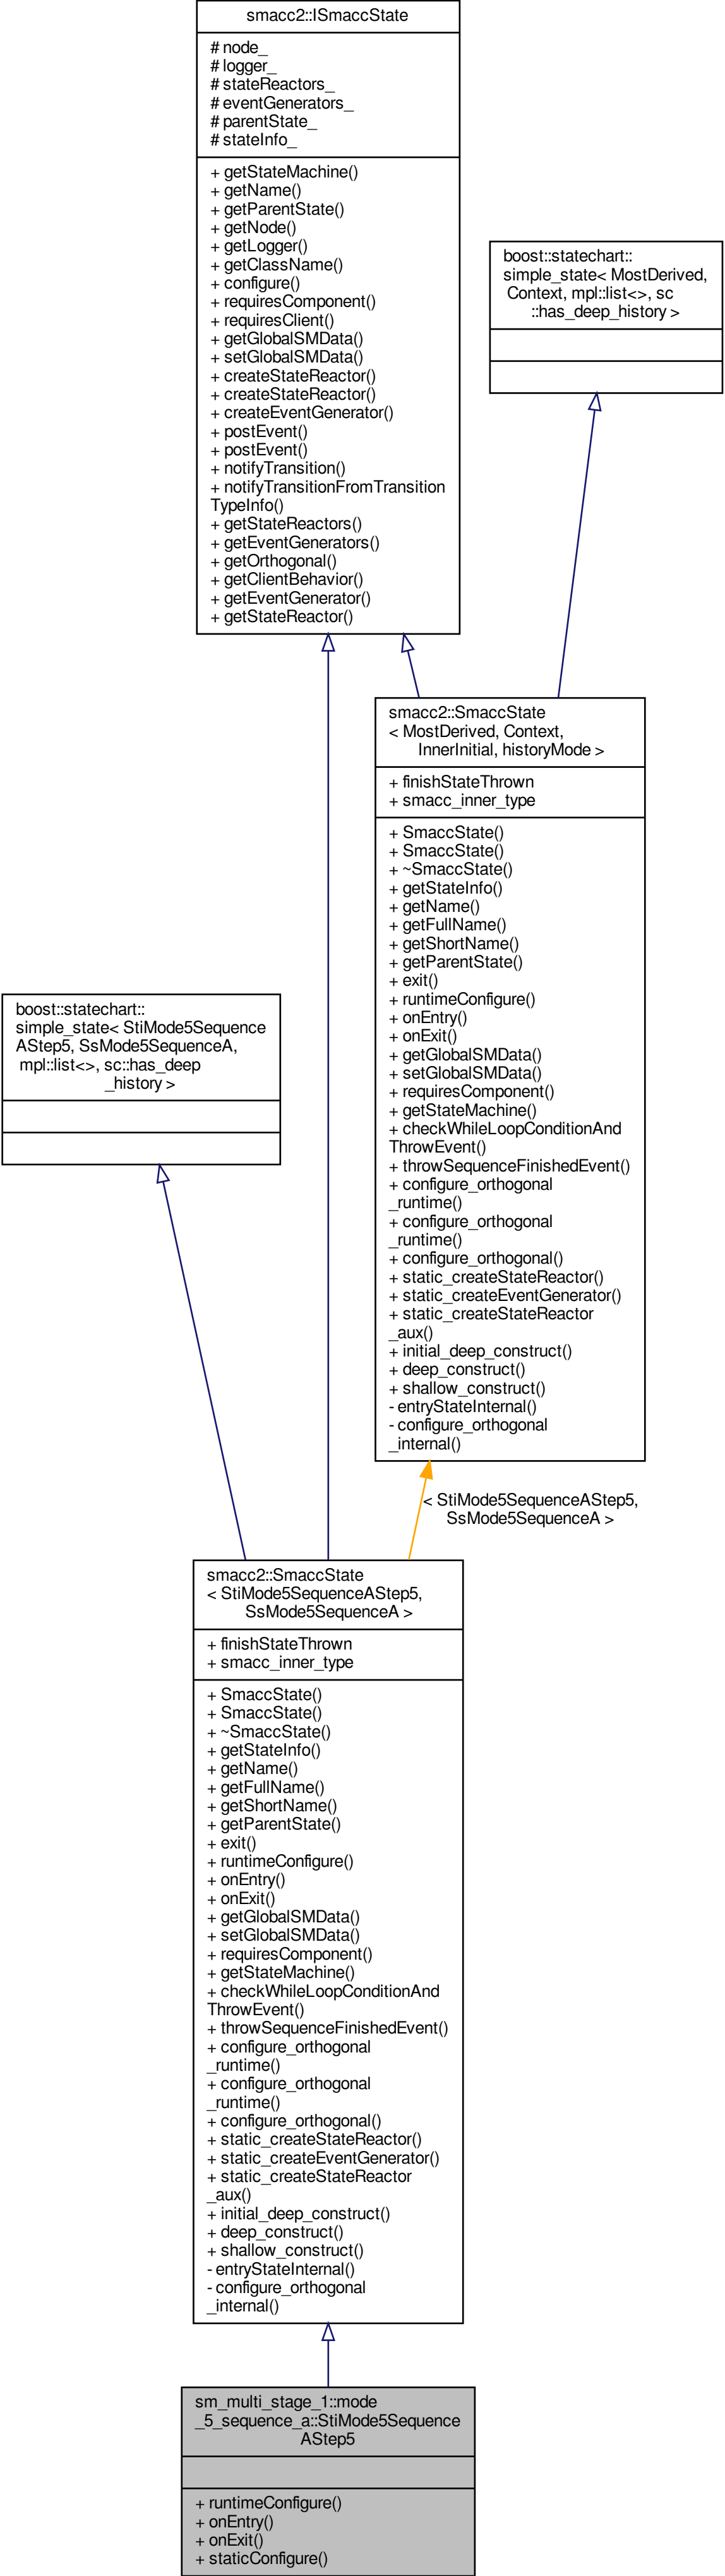 smacc2::ISmaccState
# node_
# logger_
# stateReactors_
# eventGenerators_
# parentState_
# stateInfo_
+ getStateMachine()
+ getName()
+ getParentState()
+ getNode()
+ getLogger()
+ getClassName()
+ configure()
+ requiresComponent()
+ requiresClient()
+ getGlobalSMData()
+ setGlobalSMData()
+ createStateReactor()
+ createStateReactor()
+ createEventGenerator()
+ postEvent()
+ postEvent()
+ notifyTransition()
+ notifyTransitionFromTransition
TypeInfo()
+ getStateReactors()
+ getEventGenerators()
+ getOrthogonal()
+ getClientBehavior()
+ getEventGenerator()
+ getStateReactor()
boost::statechart::
simple_state< MostDerived,
Context, mpl::list<>, sc
::has_deep_history >
smacc2::SmaccState
< MostDerived, Context,
InnerInitial, historyMode >
+ finishStateThrown
+ smacc_inner_type
+ SmaccState()
+ SmaccState()
+ ~SmaccState()
+ getStateInfo()
+ getName()
+ getFullName()
+ getShortName()
+ getParentState()
+ exit()
+ runtimeConfigure()
+ onEntry()
+ onExit()
+ getGlobalSMData()
+ setGlobalSMData()
+ requiresComponent()
+ getStateMachine()
+ checkWhileLoopConditionAnd
ThrowEvent()
+ throwSequenceFinishedEvent()
+ configure_orthogonal
_runtime()
+ configure_orthogonal
_runtime()
+ configure_orthogonal()
+ static_createStateReactor()
+ static_createEventGenerator()
+ static_createStateReactor
_aux()
+ initial_deep_construct()
+ deep_construct()
+ shallow_construct()
- entryStateInternal()
- configure_orthogonal
_internal()
boost::statechart::
simple_state< StiMode5Sequence
AStep5, SsMode5SequenceA,
mpl::list<>, sc::has_deep
_history >
< StiMode5SequenceAStep5,
SsMode5SequenceA >
smacc2::SmaccState
< StiMode5SequenceAStep5,
SsMode5SequenceA >
+ finishStateThrown
+ smacc_inner_type
+ SmaccState()
+ SmaccState()
+ ~SmaccState()
+ getStateInfo()
+ getName()
+ getFullName()
+ getShortName()
+ getParentState()
+ exit()
+ runtimeConfigure()
+ onEntry()
+ onExit()
+ getGlobalSMData()
+ setGlobalSMData()
+ requiresComponent()
+ getStateMachine()
+ checkWhileLoopConditionAnd
ThrowEvent()
+ throwSequenceFinishedEvent()
+ configure_orthogonal
_runtime()
+ configure_orthogonal
_runtime()
+ configure_orthogonal()
+ static_createStateReactor()
+ static_createEventGenerator()
+ static_createStateReactor
_aux()
+ initial_deep_construct()
+ deep_construct()
+ shallow_construct()
- entryStateInternal()
- configure_orthogonal
_internal()
sm_multi_stage_1::mode
_5_sequence_a::StiMode5Sequence
AStep5
+ runtimeConfigure()
+ onEntry()
+ onExit()
+ staticConfigure()